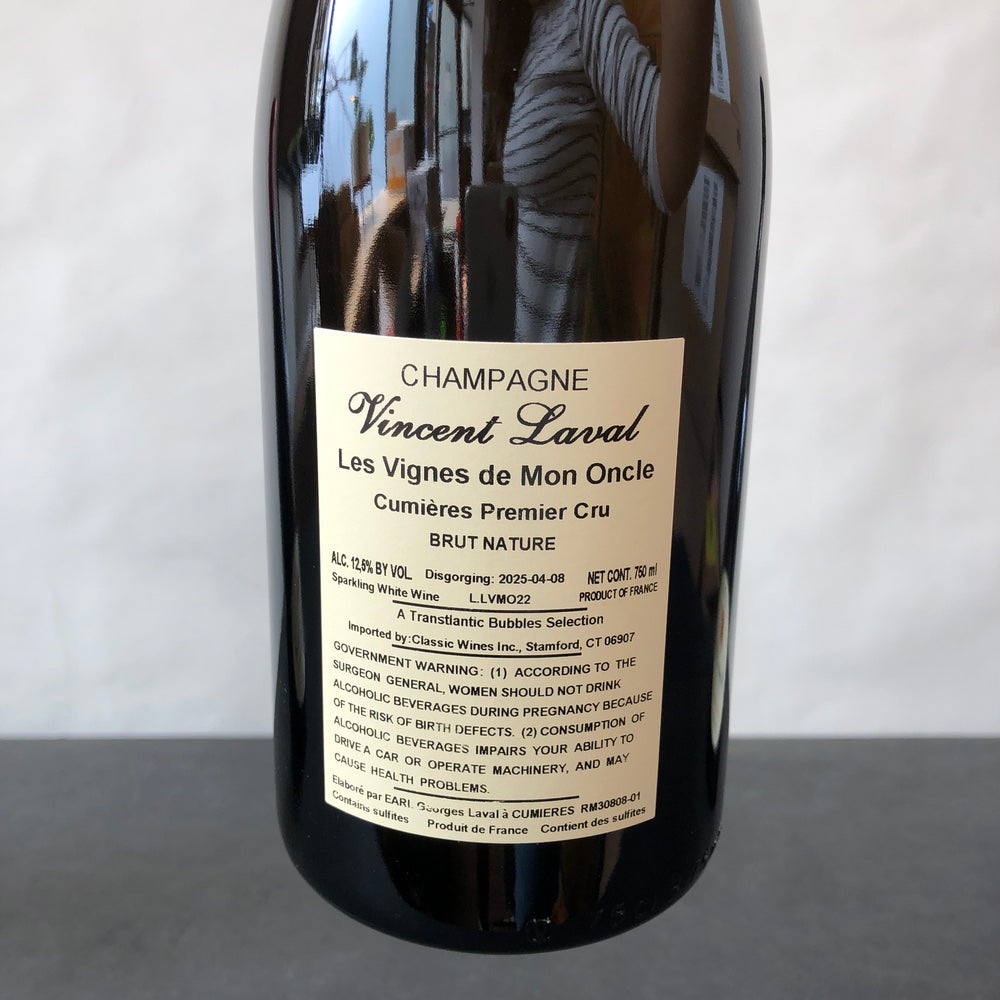 CHAMPAGNE
Vincent Laval
Les Vignes de Mon Oncle
Cumières Premier Cru
BRUT NATURE
ALC. 12,5% BY VOL. Disgorging: 2025-04-08 NET CONT. 750 ml
Sparkling White Wine L.LVMO22 PRODUCT OF FRANCE
A Transtlantic Bubbles Selection
Imported by:Classic Wines Inc., Stamford, CT 06907
GOVERNMENT WARNING: (1) ACCORDING TO THE
SURGEON GENERAL, WOMEN SHOULD NOT DRINK
ALCOHOLIC BEVERAGES DURING PREGNANCY BECAUSE
OF THE RISK OF BIRTH DEFECTS. (2) CONSUMPTION OF
ALCOHOLIC BEVERAGES IMPAIRS YOUR ABILITY TO
DRIVE A CAR OR OPERATE MACHINERY, AND MAY
CAUSE HEALTH PROBLEMS.
Elaboré par EARL Georges Laval à CUMIERES RM30808-01
Contains sulfites Produit de France Contient des sulfites